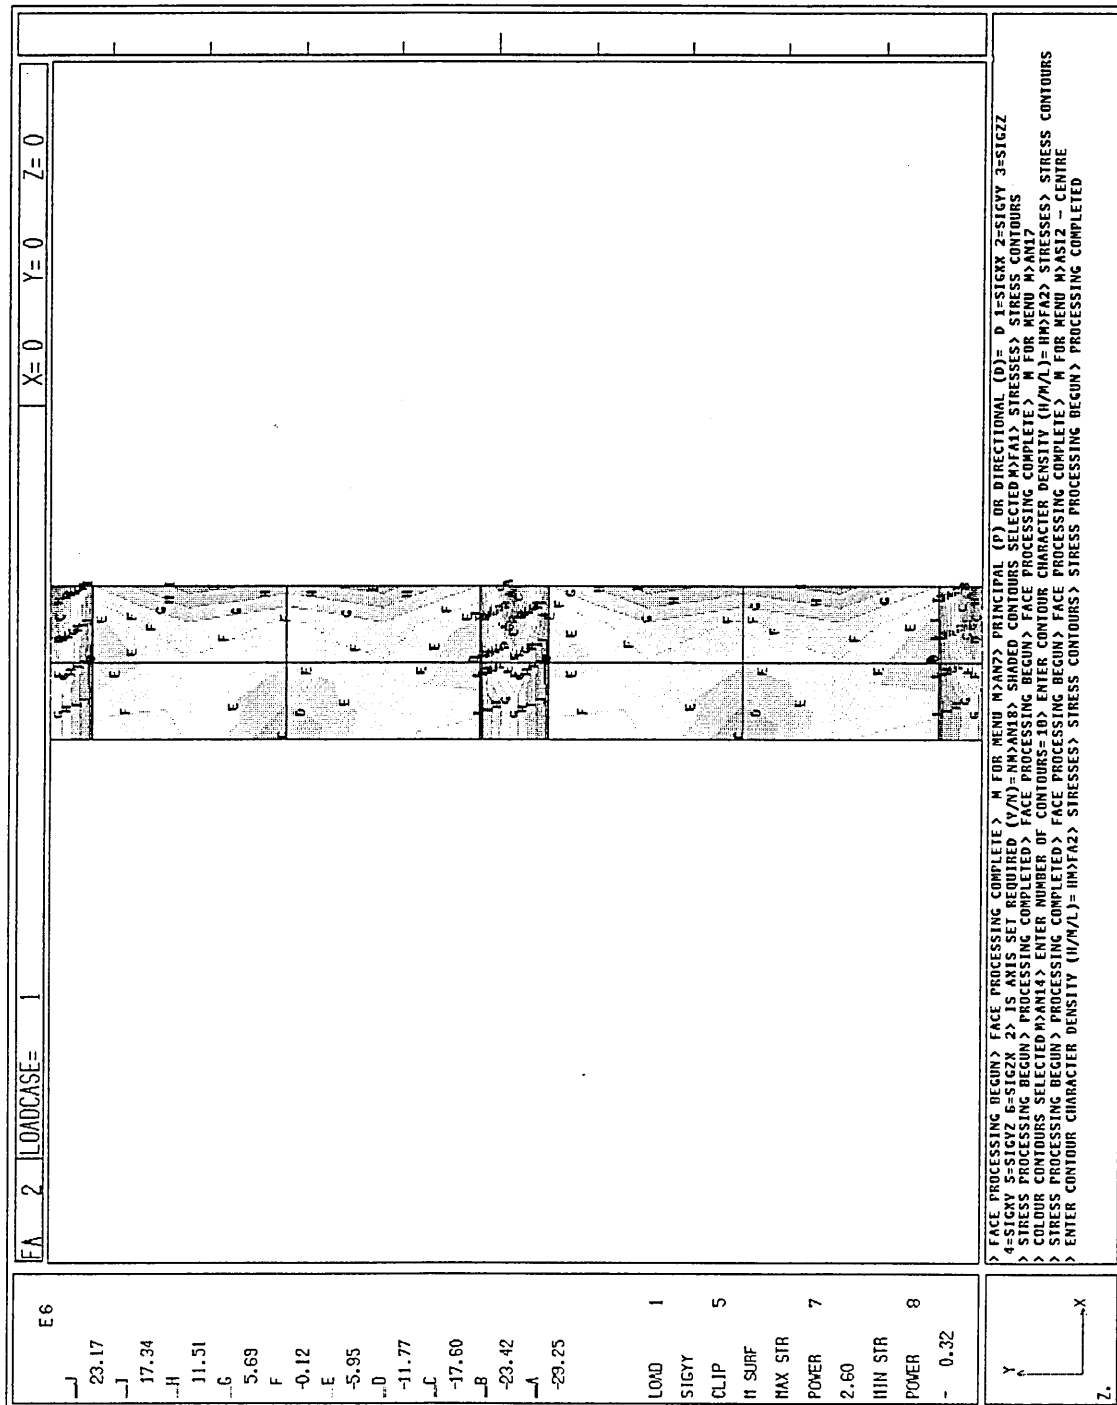 FA 2 LOADCASE= 1 X= 0 Y= 0 Z= 0
E6
J
23.17
I
17.34
H
11.51
G
5.69
F
-0.12
E
-5.95
D
-11.77
C
-17.60
B
-23.42
A
-29.25
LOAD 1
SIGYY
CLIP 5
M SURF
MAX STR
POWER 7
2.60
MIN STR
POWER 8
- 0.32
Y
X
Z.
> FACE PROCESSING BEGUN> FACE PROCESSING COMPLETE> M FOR MENU M>AN7> PRINCIPAL (P) OR DIRECTIONAL (D)= D 1=SIGXX 2=SIGYY 3=SIGZZ
4=SIGXY 5=SIGYZ 6=SIGZX 2> IS AXIS SET REQUIRED (Y/N)=NM>AN18> SHADED CONTOURS SELECTEDM>FA1> STRESSES> STRESS CONTOURS
> STRESS PROCESSING BEGUN> PROCESSING COMPLETED> FACE PROCESSING BEGUN> FACE PROCESSING COMPLETE> M FOR MENU M>AN17
> COLOUR CONTOURS SELECTEDM>AN14> ENTER NUMBER OF CONTOURS=10> ENTER CONTOUR CHARACTER DENSITY (H/M/L)= HM>FA2> STRESSES> STRESS CONTOURS
> STRESS PROCESSING BEGUN> PROCESSING COMPLETED> FACE PROCESSING BEGUN> FACE PROCESSING COMPLETE> M FOR MENU M>ASI2 - CENTRE
> ENTER CONTOUR CHARACTER DENSITY (H/M/L)= HM>FA2> STRESSES> STRESS CONTOURS> STRESS PROCESSING BEGUN> PROCESSING COMPLETED